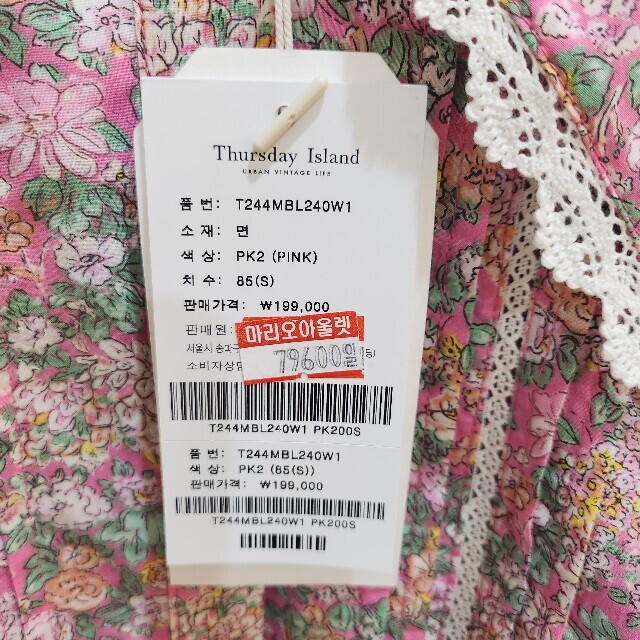 Thursday Island
URBAN VINTAGE LIFE
품 번: T244MBL240W1
소 재: 면
색 상: PK2 (PINK)
치 수: 85(S)
판매가격: ₩199,000
판매원:
마리오아울렛
서울시 송파구
79600원
소비자상담
T244MBL240W1 PK200S
품 번: T244MBL240W1
색 상: PK2 (85(S))
판매가격: ₩199,000
T244MBL240W1 PK200S